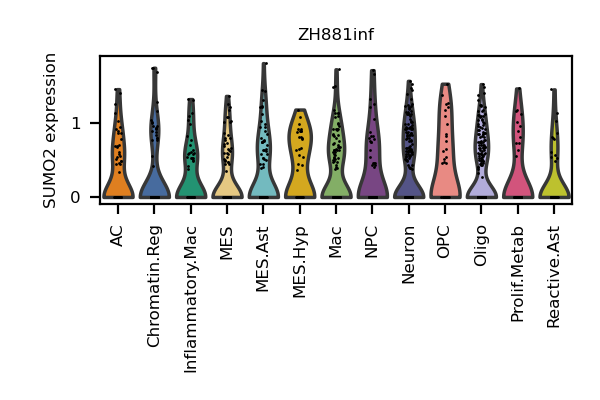 ZH881inf
SUMO2 expression
1
0
AC
Chromatin.Reg
Inflammatory.Mac
MES
MES.Ast
MES.Hyp
Mac
NPC
Neuron
OPC
Oligo
Prolif.Metab
Reactive.Ast